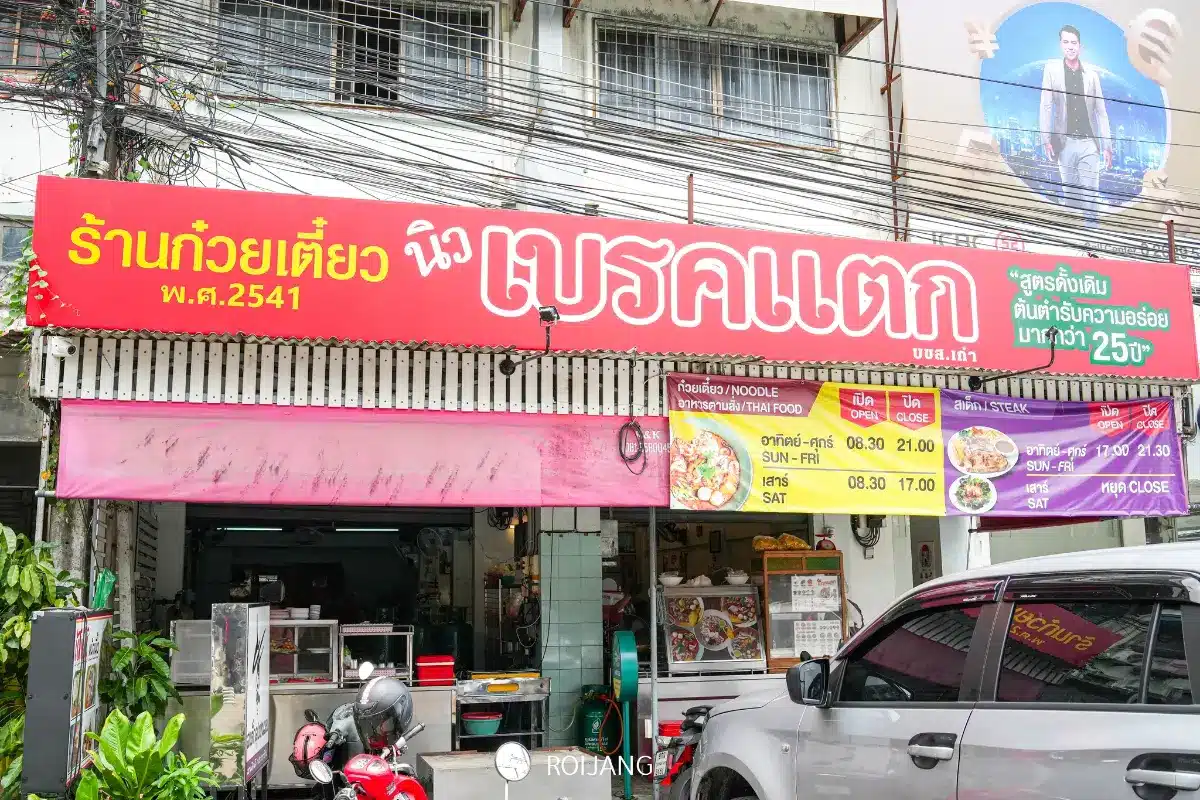 ร้านก๋วยเตี๋ยว
พ.ศ.2541
นิว เบรคแตก
บขส.เก่า
“สูตรดั้งเดิม
ต้นตำรับความอร่อย
มากกว่า 25ปี”
ก๋วยเตี๋ยว / NOODLE
อาหารตามสั่ง / THAI FOOD
เปิด OPEN
ปิด CLOSE
อาทิตย์ - ศุกร์ 08.30 21.00
SUN - FRI
เสาร์ 08.30 17.00
SAT
สเต็ก / STEAK
เปิด OPEN
ปิด CLOSE
อาทิตย์ - ศุกร์ 17.00 21.30
SUN - FRI
เสาร์ หยุด CLOSE
SAT
ICBC
ROIJANG